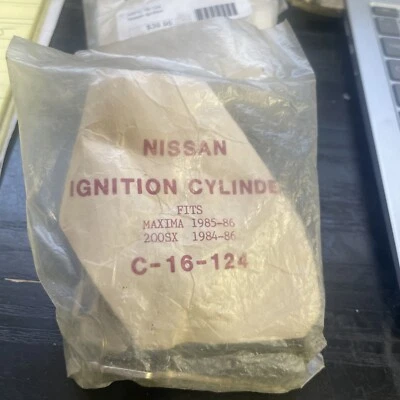 NISSAN
IGNITION CYLINDE
FITS
MAXIMA 1985-86
200SX 1984-86
C-16-124